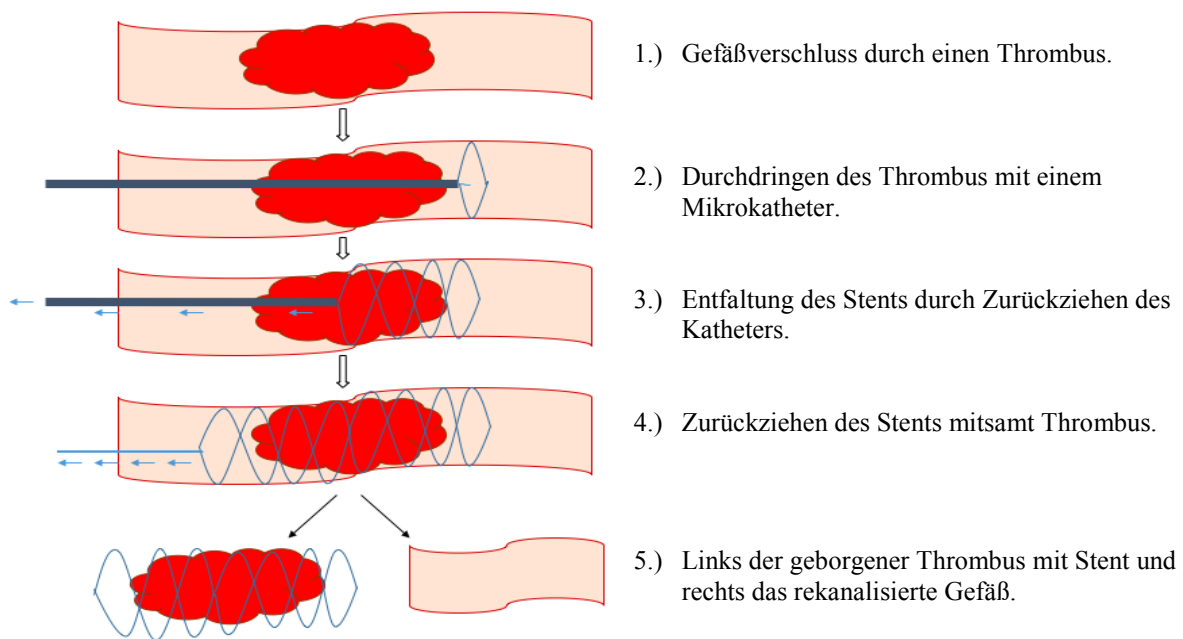 1.) Gefäßverschluss durch einen Thrombus.
2.) Durchdringen des Thrombus mit einem
Mikrokatheter.
3.) Entfaltung des Stents durch Zurückziehen des
Katheters.
4.) Zurückziehen des Stents mitsamt Thrombus.
5.) Links der geborgener Thrombus mit Stent und
rechts das rekanalisierte Gefäß.